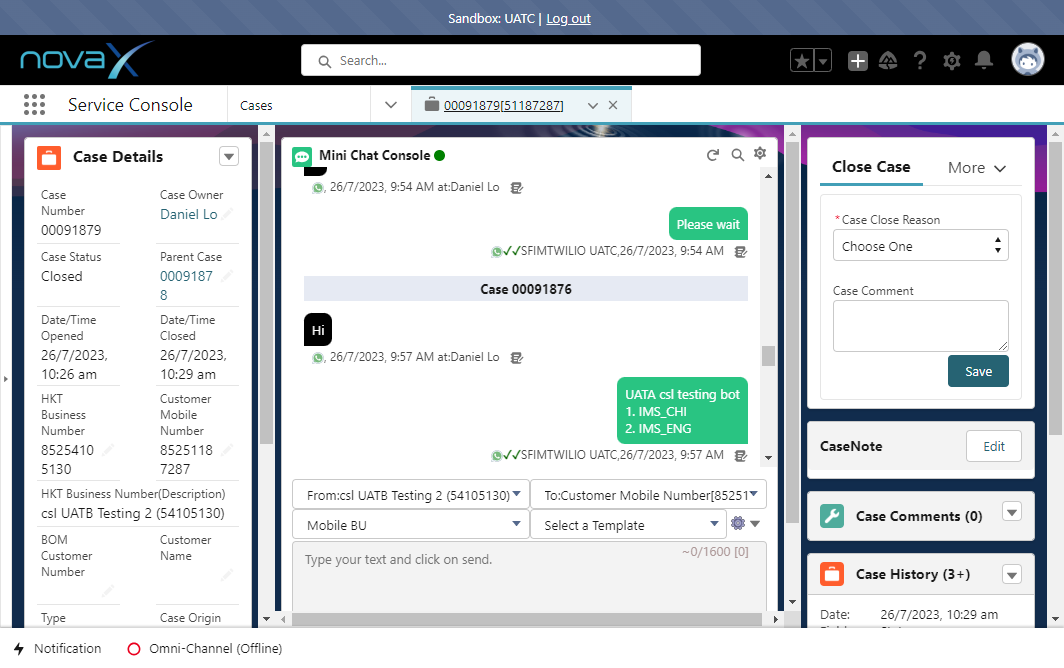 Sandbox: UATC | Log out
novaX
Search...
Service Console
Cases
00091879[51187287]
Case Details
Case
Number
00091879
Case Owner
Daniel Lo
Case Status
Closed
Parent Case
0009187
8
Date/Time
Opened
26/7/2023,
10:26 am
Date/Time
Closed
26/7/2023,
10:29 am
HKT
Business
Number
8525410
5130
Customer
Mobile
Number
8525118
7287
HKT Business Number(Description)
csl UATB Testing 2 (54105130)
BOM
Customer
Number
Customer
Name
Type
Case Origin
Mini Chat Console
, 26/7/2023, 9:54 AM at:Daniel Lo
Please wait
✓✓SFIMTWILIO UATC,26/7/2023, 9:54 AM
Case 00091876
Hi
, 26/7/2023, 9:57 AM at:Daniel Lo
UATA csl testing bot
1. IMS_CHI
2. IMS_ENG
✓✓SFIMTWILIO UATC,26/7/2023, 9:57 AM
From:csl UATB Testing 2 (54105130)
To:Customer Mobile Number[85251
Mobile BU
Select a Template
Type your text and click on send.
~0/1600 [0]
Close Case
More
*Case Close Reason
Choose One
Case Comment
Save
CaseNote
Edit
Case Comments (0)
Case History (3+)
Date:
26/7/2023, 10:29 am
Notification
Omni-Channel (Offline)